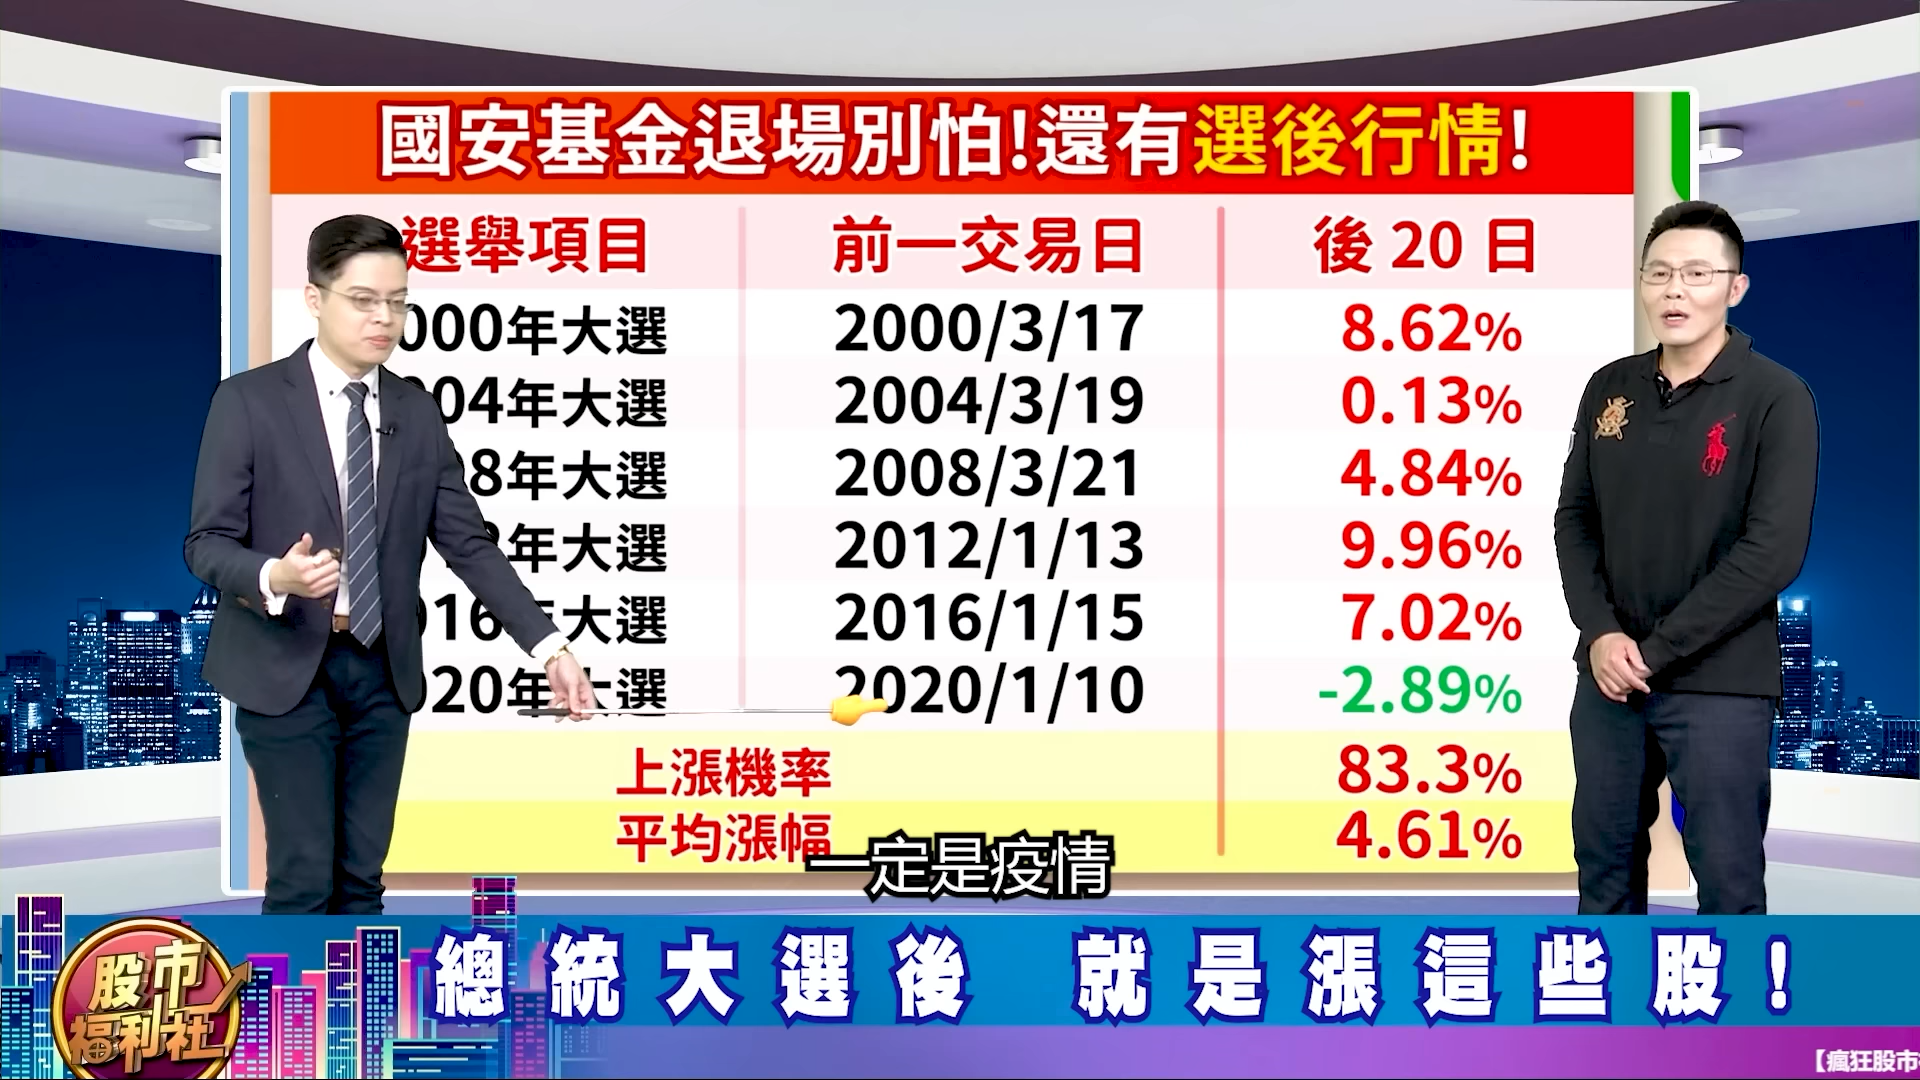 國安基金退場別怕!還有選後行情!
選舉項目 前一交易日 後 20 日
000年大選 2000/3/17 8.62%
04年大選 2004/3/19 0.13%
8年大選 2008/3/21 4.84%
年大選 2012/1/13 9.96%
016年大選 2016/1/15 7.02%
020年大選 2020/1/10 -2.89%
上漲機率 83.3%
平均漲幅 4.61%
一定是疫情
總統大選後 就是漲這些股!
股市
福利社
【瘋狂股市